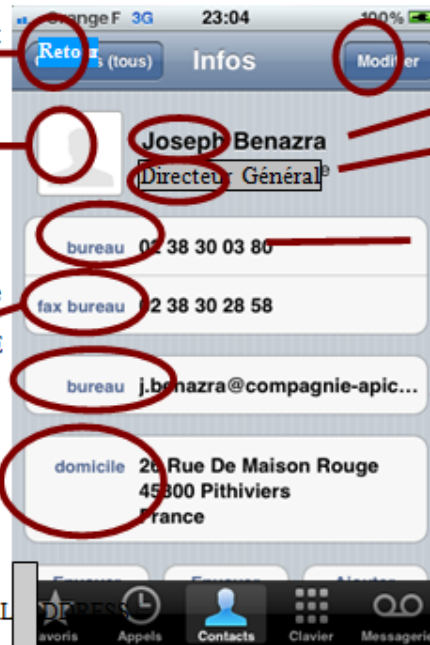 Orange F 3G 23:04 100%
Retour s (tous) Infos Modifier
Joseph Benazra
Directeur Général
bureau 02 38 30 03 80
fax bureau 02 38 30 28 58
bureau j.benazra@compagnie-apic...
domicile 26 Rue De Maison Rouge
45300 Pithiviers
France
Envoyer Envoyer Ajouter
DDRESS
avoris Appels Contacts Clavier Messagerie